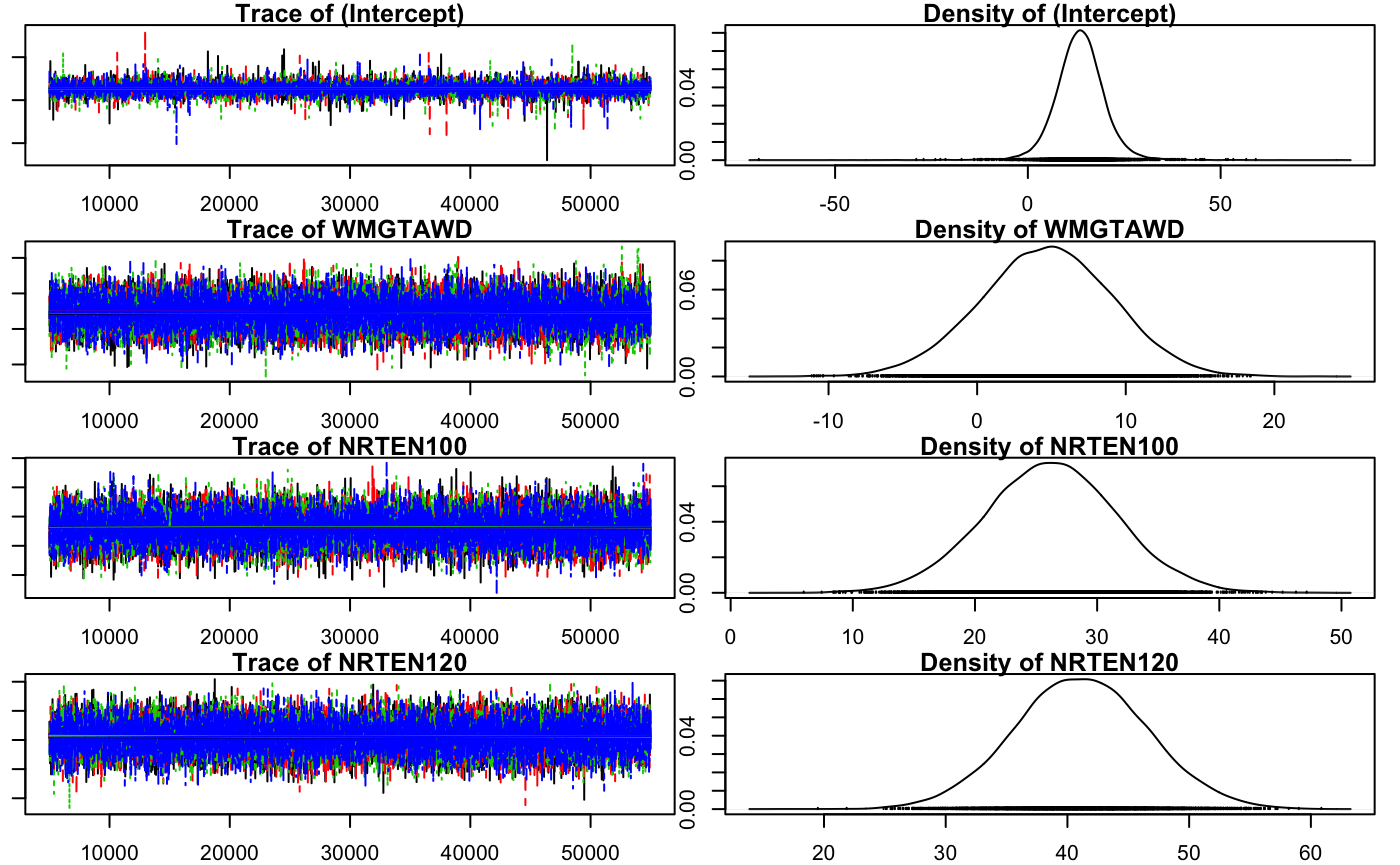 Trace of (Intercept)
Density of (Intercept)
0.00 0.04
10000 20000 30000 40000 50000
-50 0 50
Trace of WMGTAWD
Density of WMGTAWD
0.00 0.06
10000 20000 30000 40000 50000
-10 0 10 20
Trace of NRTEN100
Density of NRTEN100
0.00 0.04
10000 20000 30000 40000 50000
0 10 20 30 40 50
Trace of NRTEN120
Density of NRTEN120
0.00 0.04
10000 20000 30000 40000 50000
20 30 40 50 60